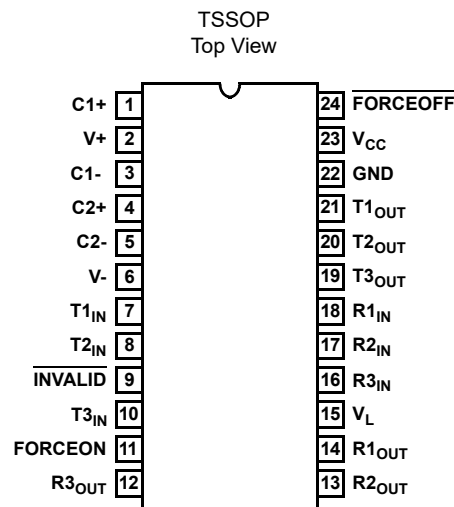 TSSOP
Top View
C1+ 1 24 FORCEOFF
V+ 2 23 VCC
C1- 3 22 GND
C2+ 4 21 T1OUT
C2- 5 20 T2OUT
V- 6 19 T3OUT
T1IN 7 18 R1IN
T2IN 8 17 R2IN
INVALID 9 16 R3IN
T3IN 10 15 VL
FORCEON 11 14 R1OUT
R3OUT 12 13 R2OUT